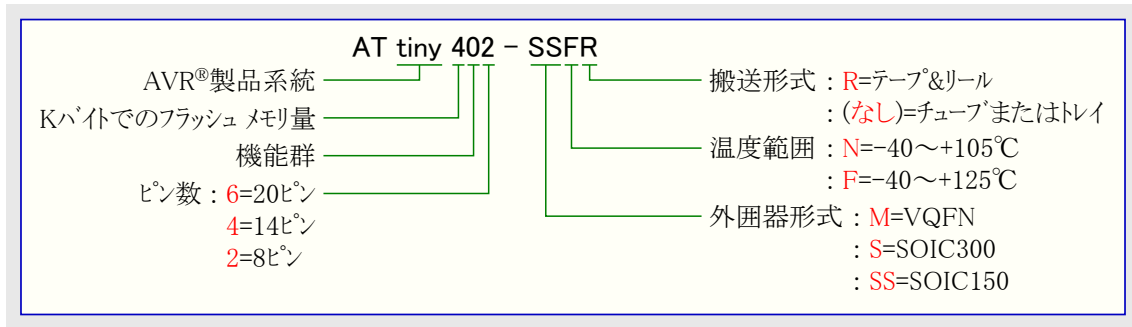 AT tiny 402 - SSFR
AVR®製品系統
Kバイトでのフラッシュ メモリ量
機能群
ピン数 : 6=20ピン
4=14ピン
2=8ピン
搬送形式 : R=テープ&リール
: (なし)=チューブまたはトレイ
温度範囲 : N=-40～+105℃
: F=-40～+125℃
外囲器形式 : M=VQFN
: S=SOIC300
: SS=SOIC150